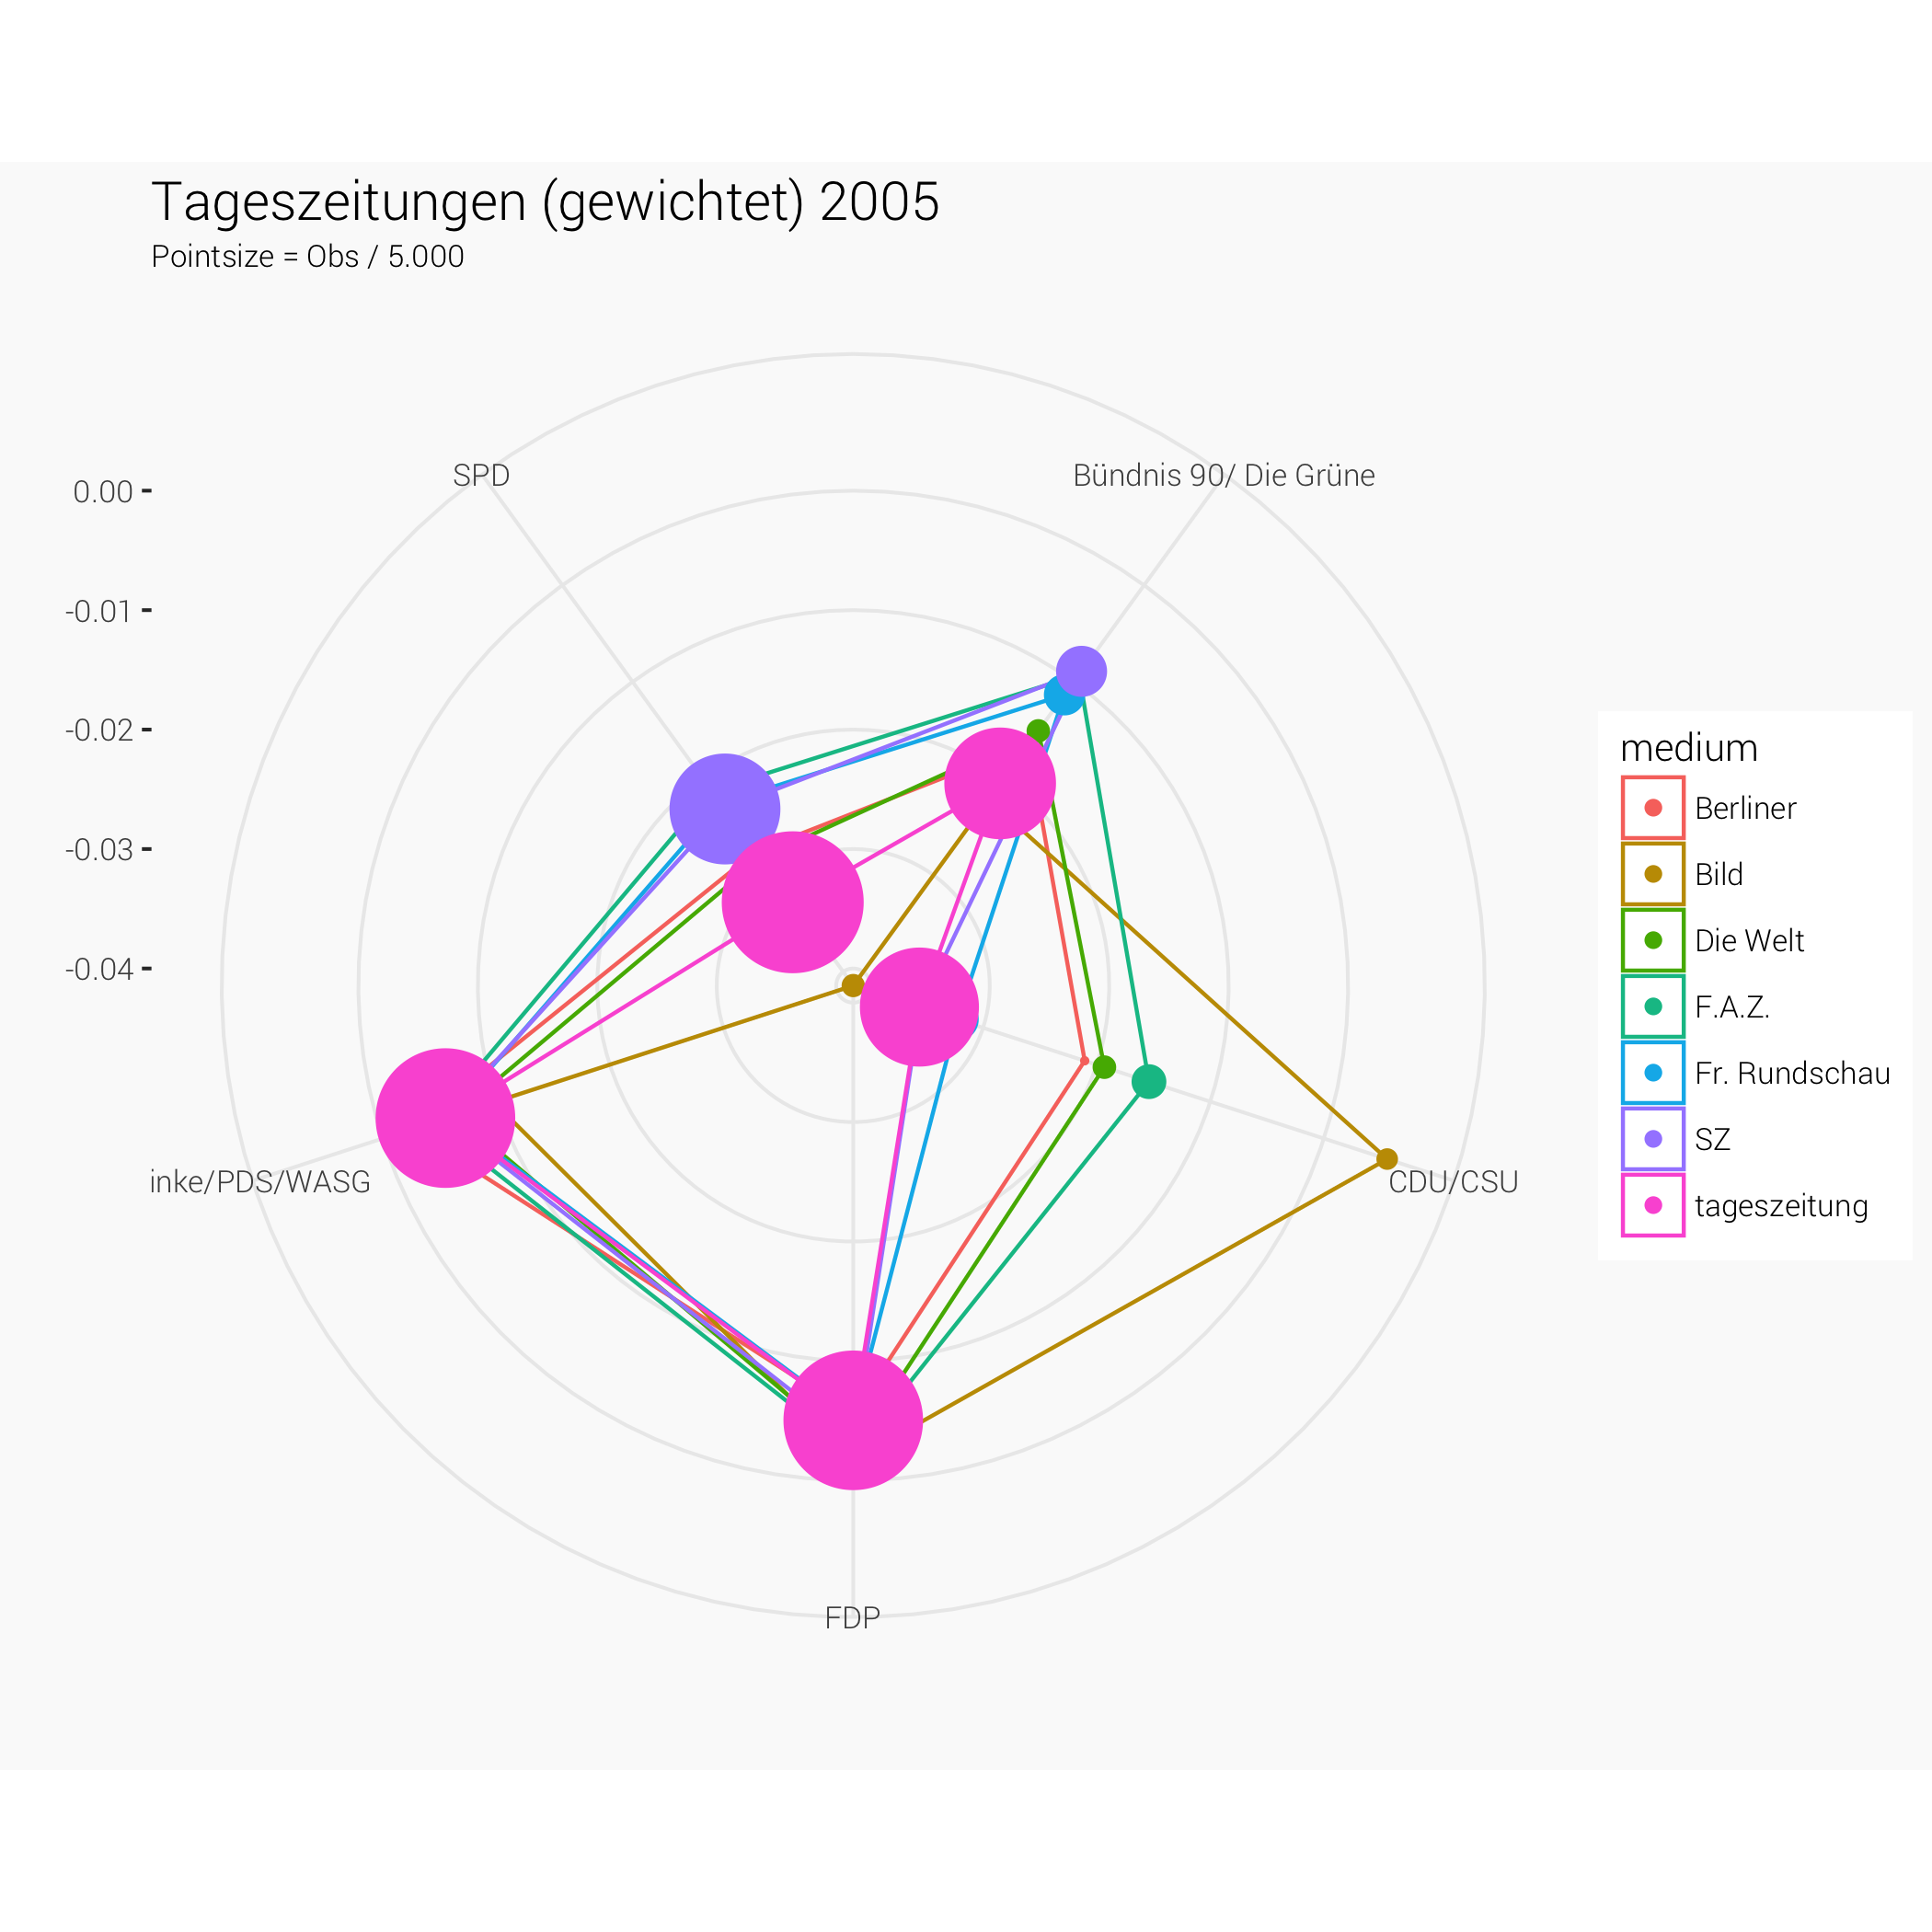 Tageszeitungen (gewichtet) 2005
Pointsize = Obs / 5.000
SPD
Bündnis 90/ Die Grüne
0.00
-0.01
-0.02
-0.03
-0.04
inke/PDS/WASG
CDU/CSU
FDP
medium
Berliner
Bild
Die Welt
F.A.Z.
Fr. Rundschau
SZ
tageszeitung